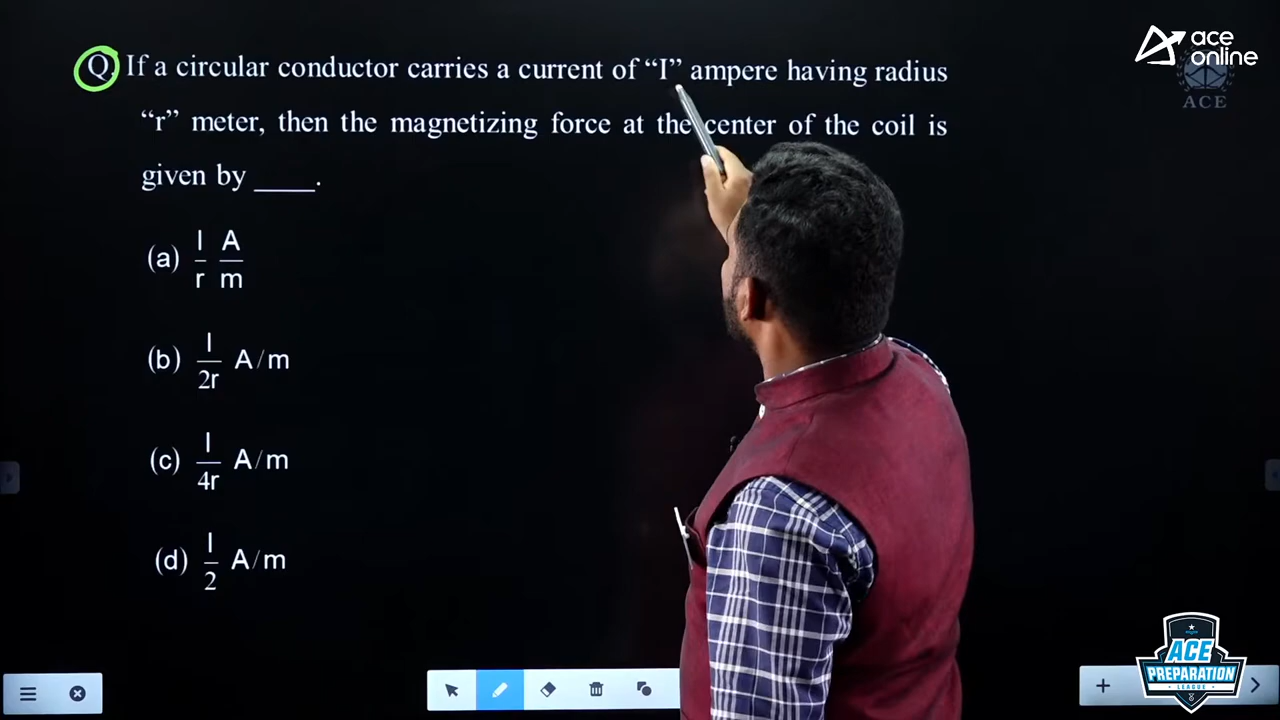 ace
online
ACE
Q. If a circular conductor carries a current of “I” ampere having radius
“r” meter, then the magnetizing force at the center of the coil is
given by ____.
(a) I/r A/m
(b) I/2r A/m
(c) I/4r A/m
(d) I/2 A/m
ACE
PREPARATION
LEAGUE